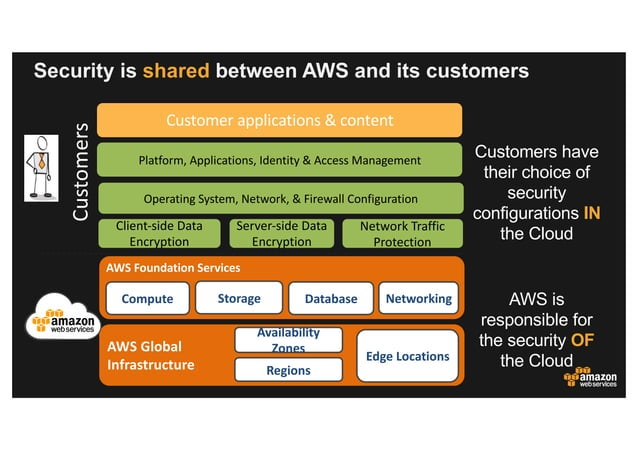 Security is shared between AWS and its customers
Customers
Customer applications & content
Platform, Applications, Identity & Access Management
Operating System, Network, & Firewall Configuration
Client-side Data
Encryption
Server-side Data
Encryption
Network Traffic
Protection
Customers have
their choice of
security
configurations IN
the Cloud
amazon
web services
AWS Foundation Services
Compute
Storage
Database
Networking
AWS Global
Infrastructure
Availability
Zones
Regions
Edge Locations
AWS is
responsible for
the security OF
the Cloud
amazon
web services